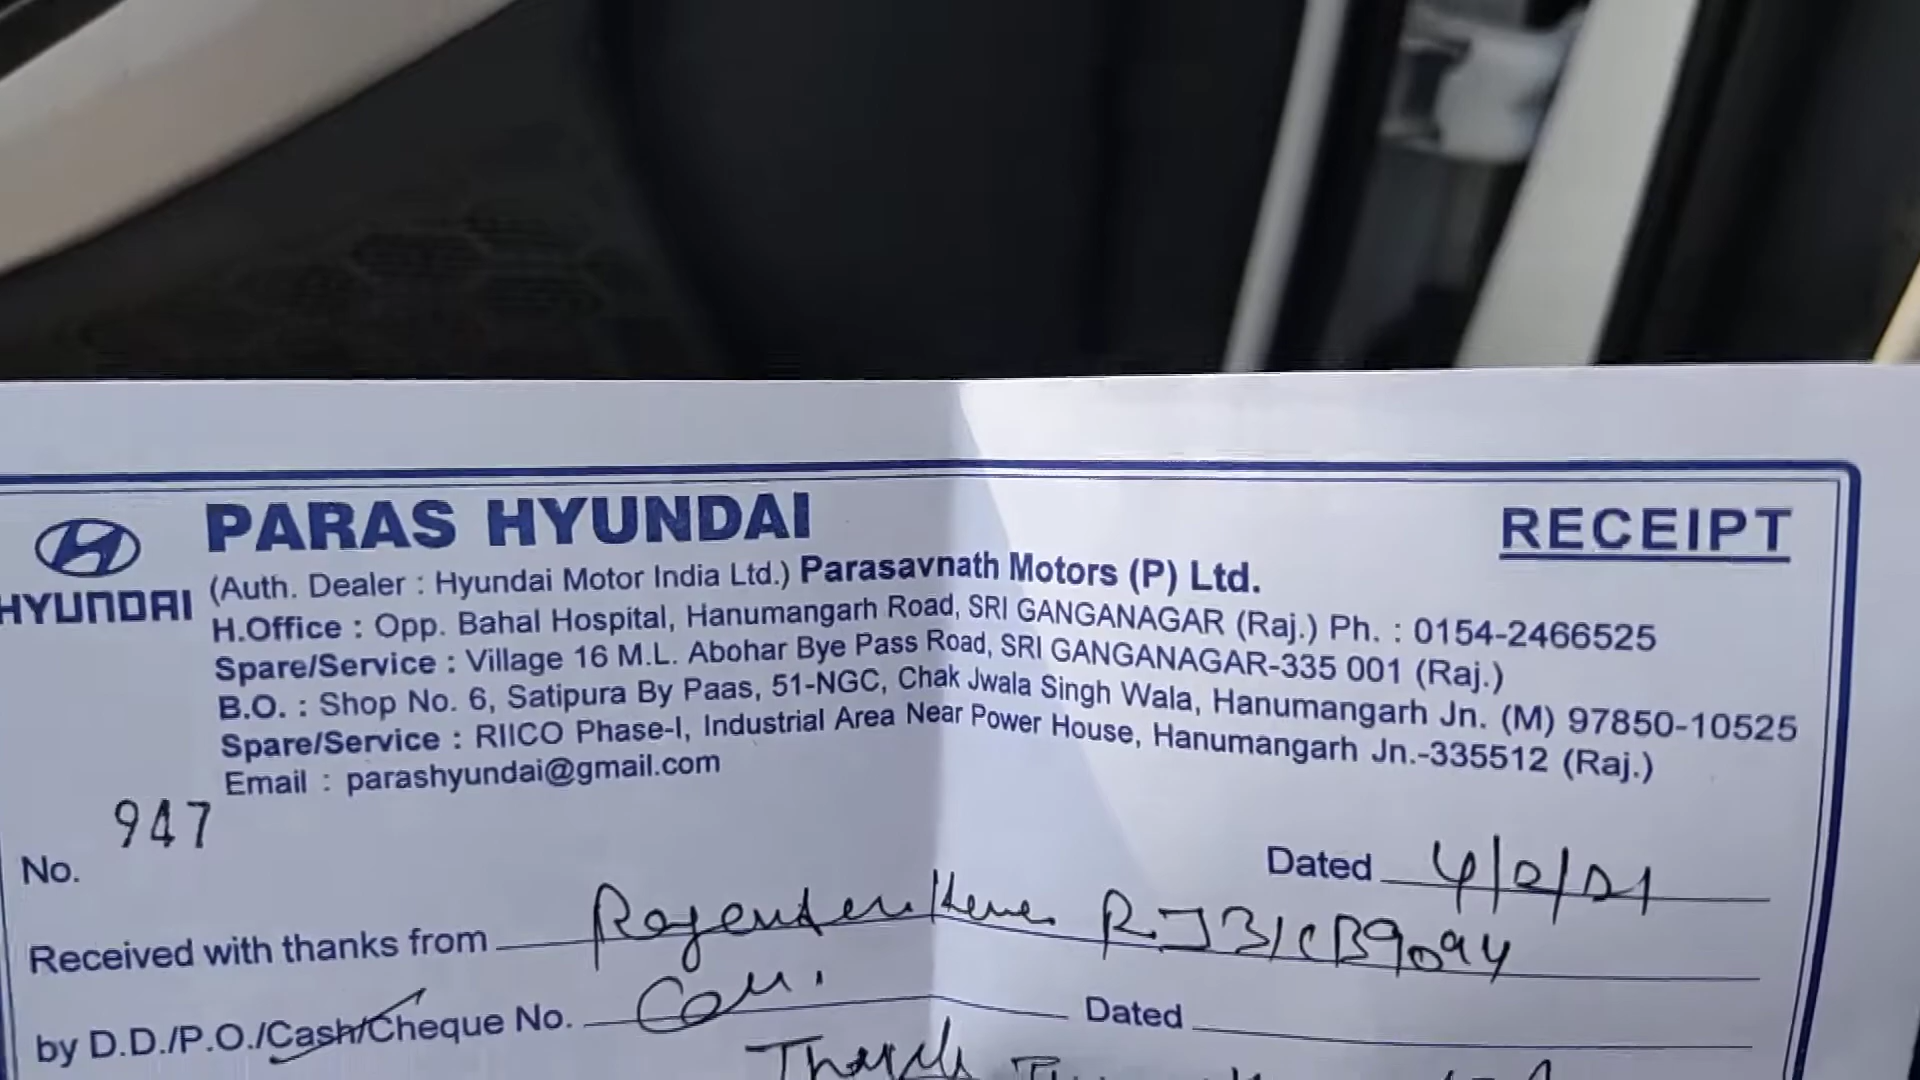 PARAS HYUNDAI
RECEIPT
HYUNDAI
(Auth. Dealer : Hyundai Motor India Ltd.) Parasavnath Motors (P) Ltd.
H.Office : Opp. Bahal Hospital, Hanumangarh Road, SRI GANGANAGAR (Raj.) Ph. : 0154-2466525
Spare/Service : Village 16 M.L. Abohar Bye Pass Road, SRI GANGANAGAR-335 001 (Raj.)
B.O. : Shop No. 6, Satipura By Paas, 51-NGC, Chak Jwala Singh Wala, Hanumangarh Jn. (M) 97850-10525
Spare/Service : RIICO Phase-I, Industrial Area Near Power House, Hanumangarh Jn.-335512 (Raj.)
Email : parashyundai@gmail.com
No. 947
Dated
Received with thanks from RJ31CB9094
by D.D./P.O./Cash/Cheque No. Dated